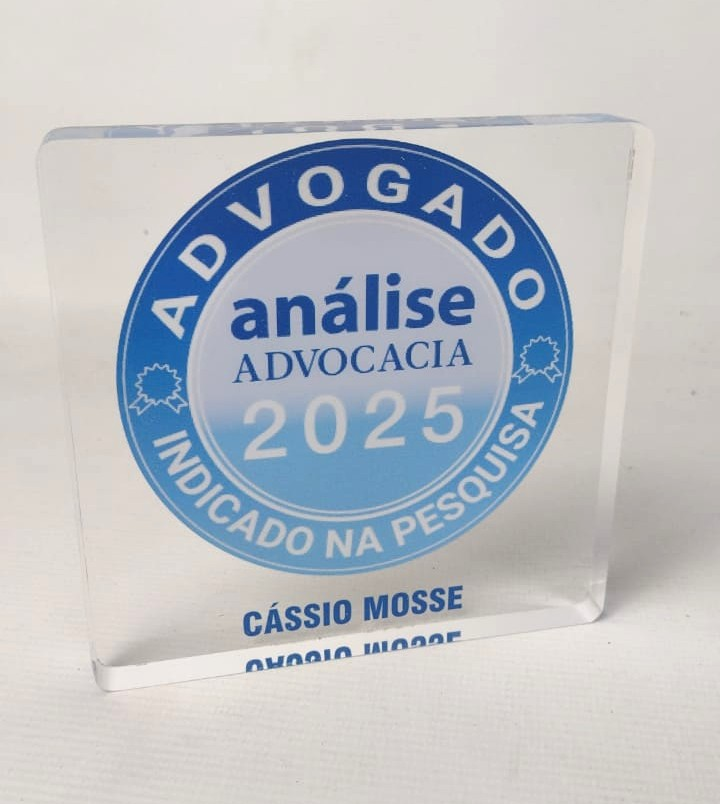 ADVOGADO
análise
ADVOCACIA
2025
INDICADO NA PESQUISA
CÁSSIO MOSSE